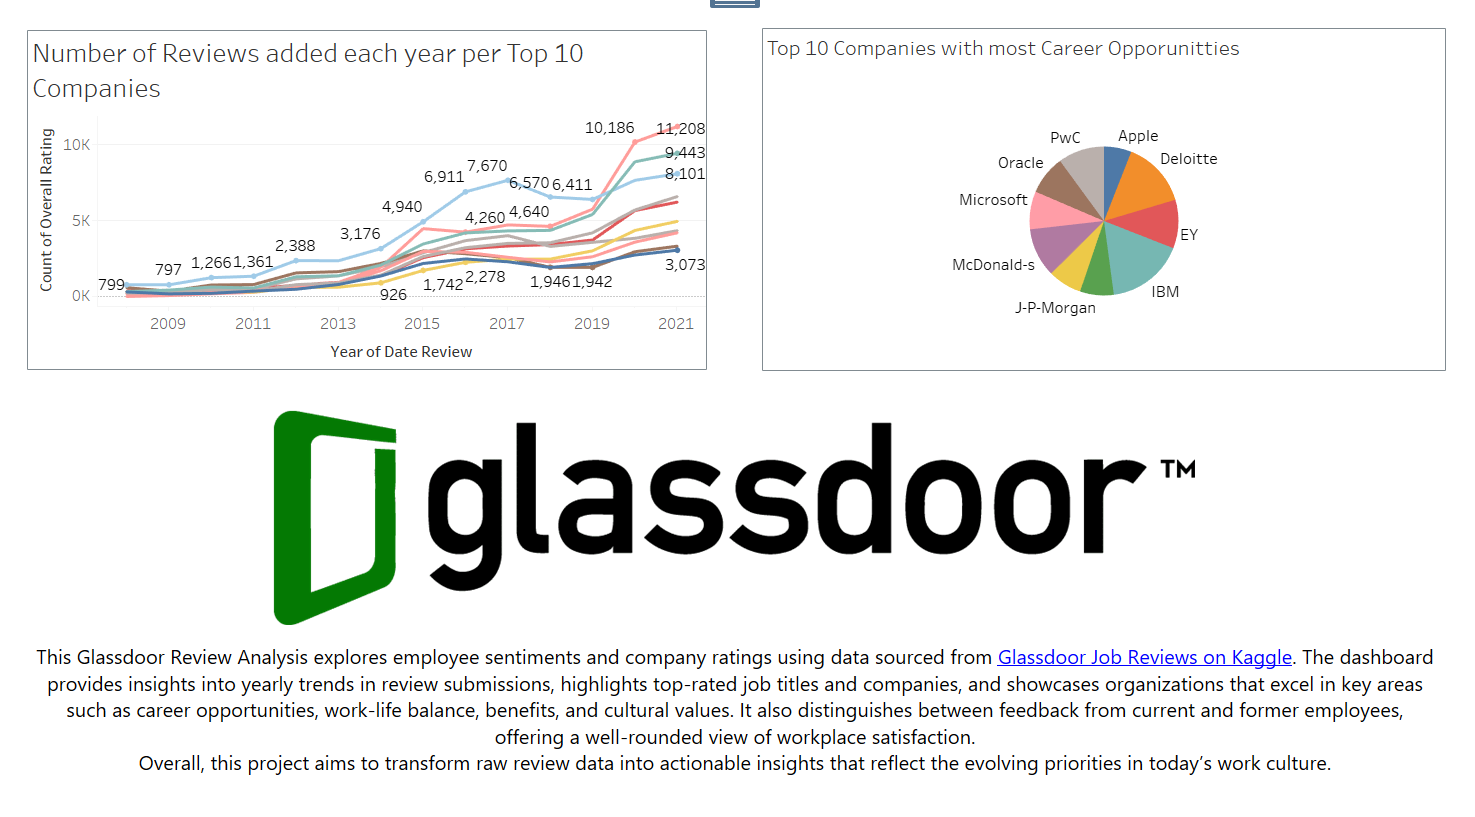 Number of Reviews added each year per Top 10
Companies
Count of Overall Rating
10K
5K
0K
799
797
1,266
1,361
2,388
3,176
4,940
6,911
7,670
6,570
6,411
10,186
11,208
9,443
8,101
4,260
4,640
926
1,742
2,278
1,946
1,942
3,073
2009
2011
2013
2015
2017
2019
2021
Year of Date Review
Top 10 Companies with most Career Opporunitties
PwC
Apple
Oracle
Deloitte
Microsoft
EY
McDonald-s
IBM
J-P-Morgan
glassdoor™
This Glassdoor Review Analysis explores employee sentiments and company ratings using data sourced from Glassdoor Job Reviews on Kaggle. The dashboard
provides insights into yearly trends in review submissions, highlights top-rated job titles and companies, and showcases organizations that excel in key areas
such as career opportunities, work-life balance, benefits, and cultural values. It also distinguishes between feedback from current and former employees,
offering a well-rounded view of workplace satisfaction.
Overall, this project aims to transform raw review data into actionable insights that reflect the evolving priorities in today’s work culture.